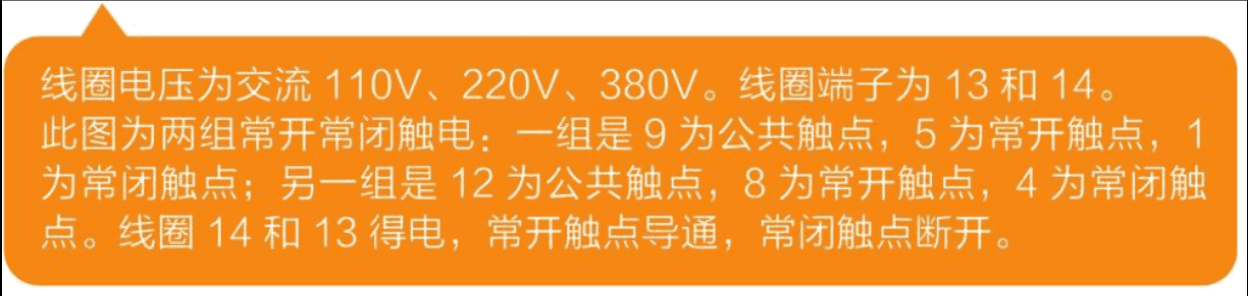 线圈电压为交流 110V、220V、380V。线圈端子为 13 和 14。
此图为两组常开常闭触电：一组是 9 为公共触点，5 为常开触点，1
为常闭触点；另一组是 12 为公共触点，8 为常开触点，4 为常闭触
点。线圈 14 和 13 得电，常开触点导通，常闭触点断开。